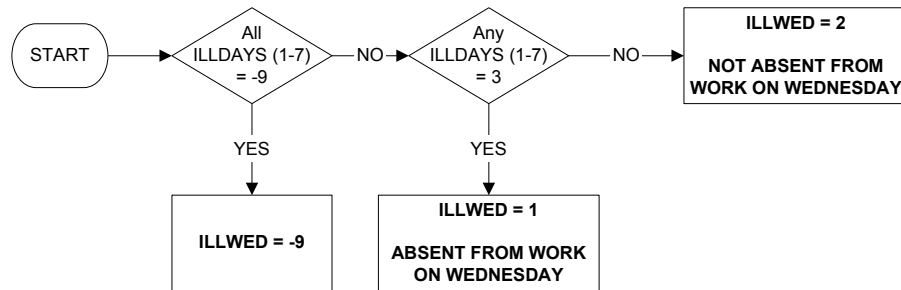 START
All
ILLDAYS (1-7)
= -9
NO
Any
ILLDAYS (1-7)
= 3
NO
ILLWED = 2
NOT ABSENT FROM
WORK ON WEDNESDAY
YES
YES
ILLWED = -9
ILLWED = 1
ABSENT FROM WORK
ON WEDNESDAY